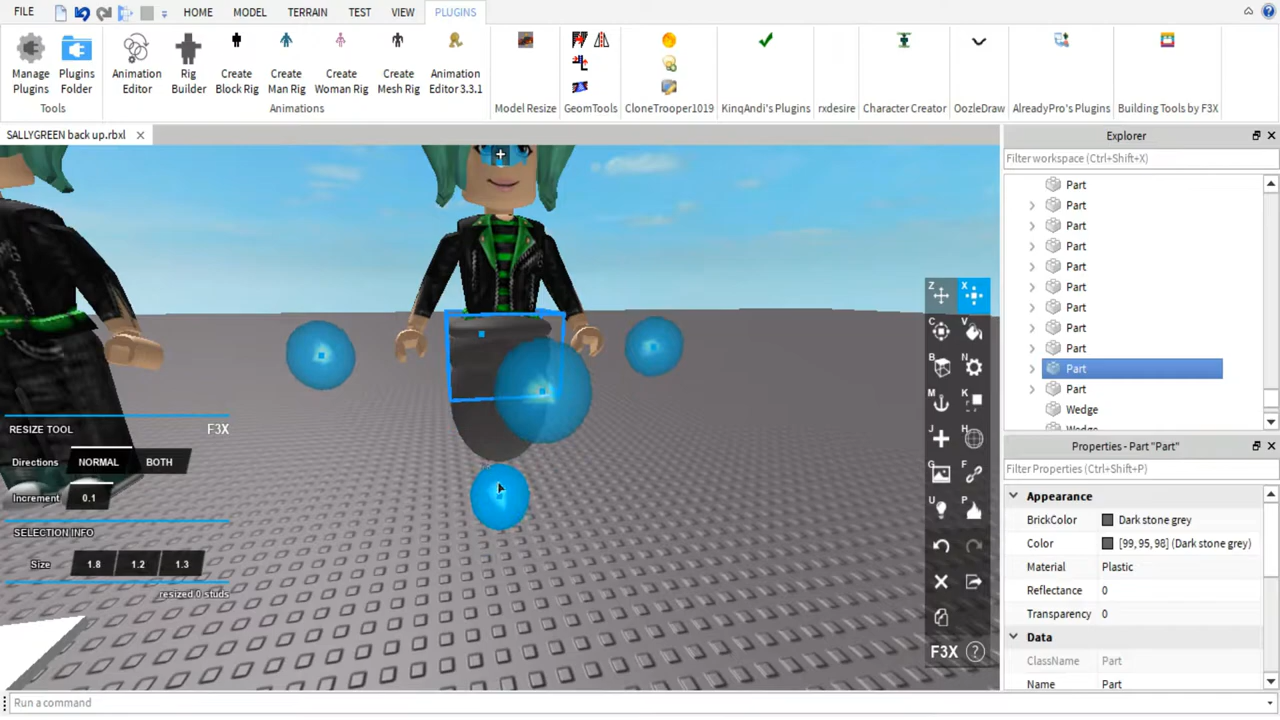 FILE HOME MODEL TERRAIN TEST VIEW PLUGINS
Manage Plugins
Plugins Folder
Tools
Animation Editor
Rig Builder
Create Block Rig
Create Man Rig
Create Woman Rig
Create Mesh Rig
Animation Editor 3.3.1
Animations
Model Resize
GeomTools
CloneTrooper1019
KinqAndi's Plugins
rxdesire
Character Creator
OozleDraw
AlreadyPro's Plugins
Building Tools by F3X
SALLYGREEN back up.rbxl
Explorer
Filter workspace (Ctrl+Shift+X)
Part
Part
Part
Part
Part
Part
Part
Part
Part
Part
Part
Wedge
Wedge
RESIZE TOOL F3X
Directions NORMAL BOTH
Increment 0.1
SELECTION INFO
Size 1.8 1.2 1.3
resized 0 studs
Z X
C V
B N
M K
J H
G F
U P
F3X ?
Properties - Part "Part"
Filter Properties (Ctrl+Shift+P)
Appearance
BrickColor Dark stone grey
Color [99, 95, 98] (Dark stone grey)
Material Plastic
Reflectance 0
Transparency 0
Data
ClassName Part
Name Part
Run a command